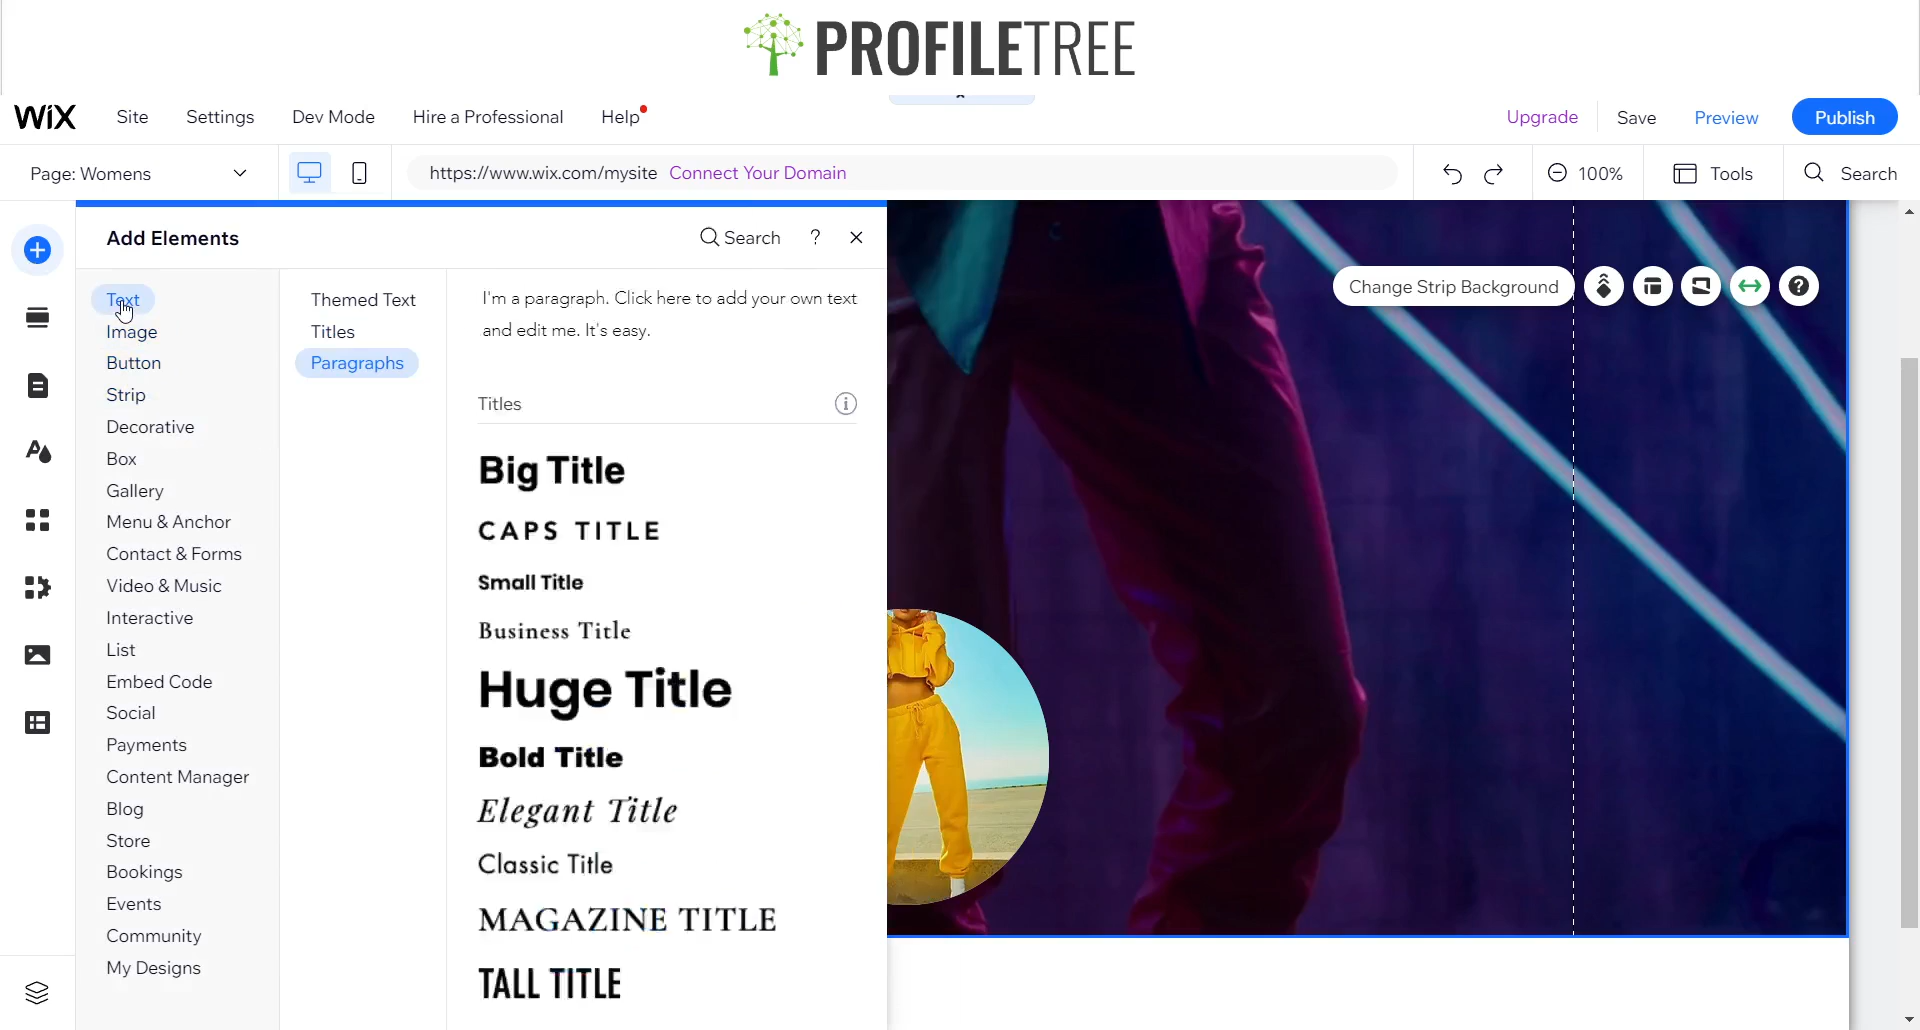 PROFILETREE
WIX Site Settings Dev Mode Hire a Professional Help Upgrade Save Preview Publish
Page: Womens https://www.wix.com/mysite Connect Your Domain 100% Tools Search
Add Elements Search ?
Text
Image
Button
Strip
Decorative
Box
Gallery
Menu & Anchor
Contact & Forms
Video & Music
Interactive
List
Embed Code
Social
Payments
Content Manager
Blog
Store
Bookings
Events
Community
My Designs
Themed Text
Titles
Paragraphs
I'm a paragraph. Click here to add your own text
and edit me. It's easy.
Titles
Big Title
CAPS TITLE
Small Title
Business Title
Huge Title
Bold Title
Elegant Title
Classic Title
MAGAZINE TITLE
TALL TITLE
Change Strip Background ?